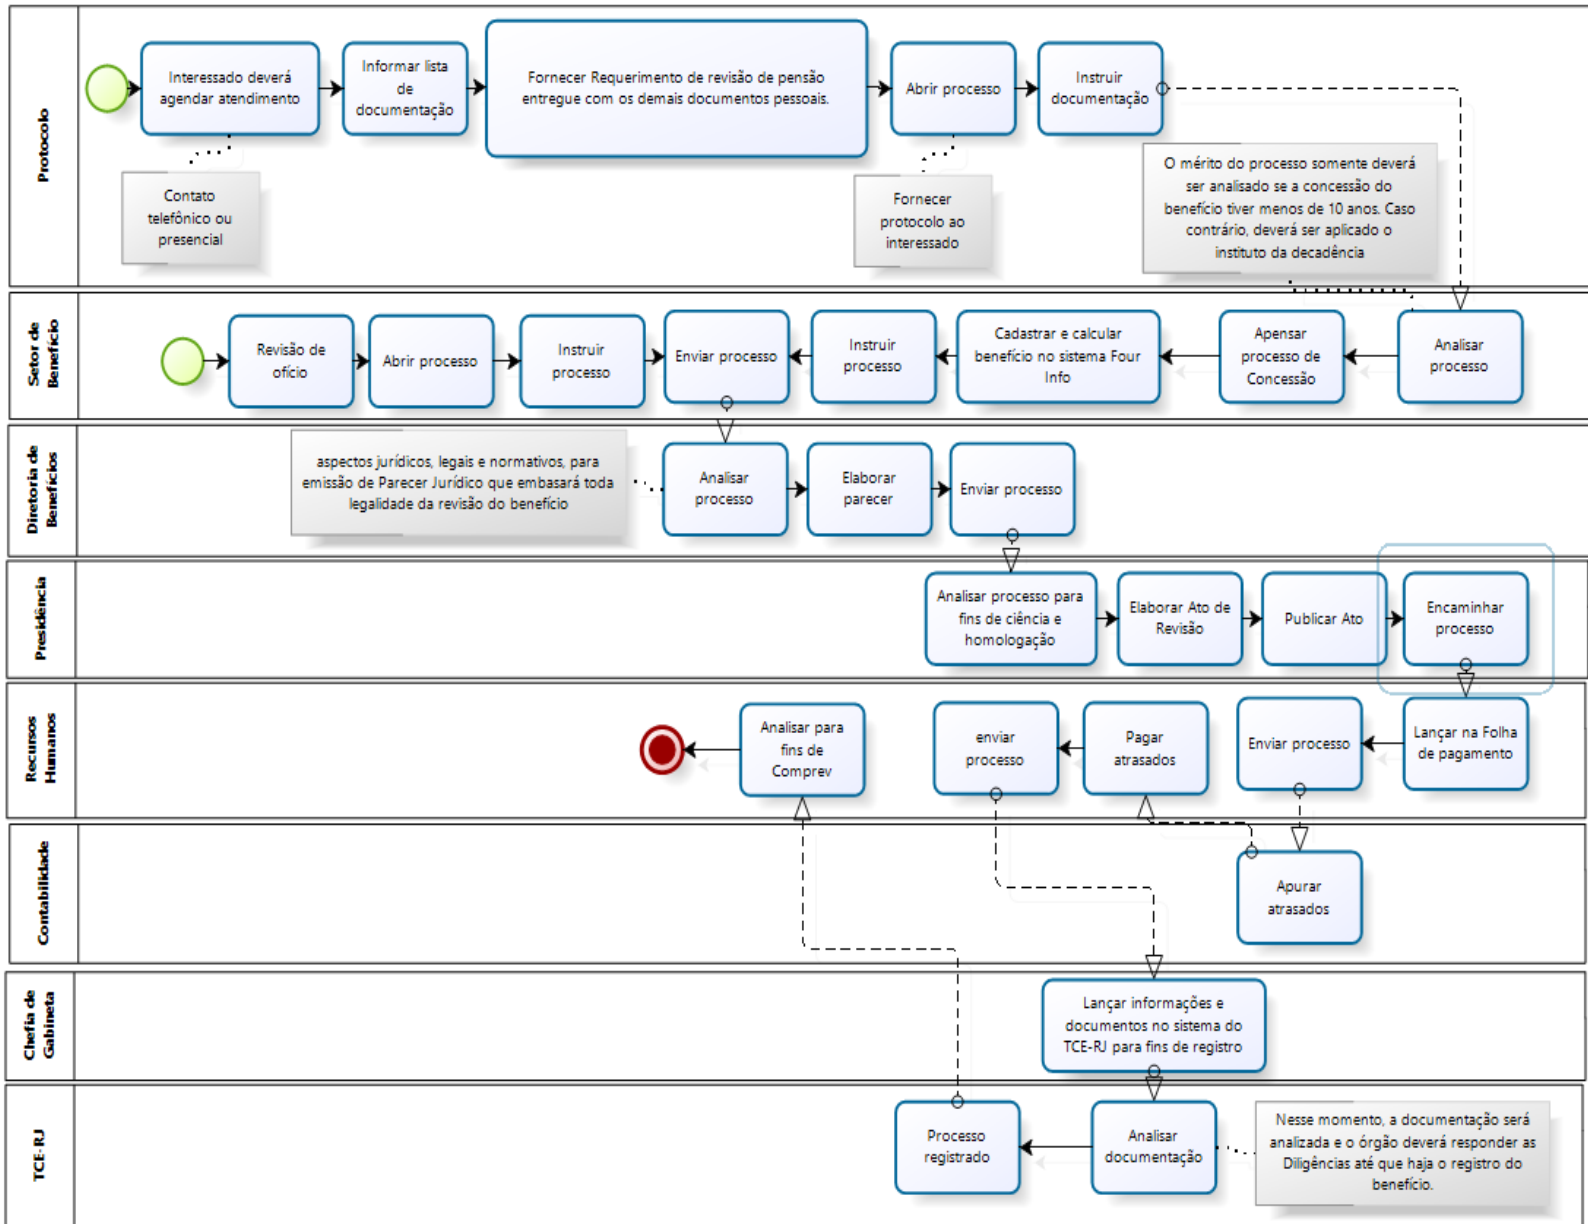 Protocolo
Interessado deverá
agendar atendimento
Informar lista
de
documentação
Fornecer Requerimento de revisão de pensão
entregue com os demais documentos pessoais.
Abrir processo
Instruir
documentação
Contato
telefônico ou
presencial
Fornecer
protocolo ao
interessado
O mérito do processo somente deverá
ser analisado se a concessão do
benefício tiver menos de 10 anos. Caso
contrário, deverá ser aplicado o
instituto da decadência
Setor de
Benefício
Revisão de
ofício
Abrir processo
Instruir
processo
Enviar processo
Instruir
processo
Cadastrar e calcular
benefício no sistema Four
Info
Apensar
processo de
Concessão
Analisar
processo
Diretoria de
Benefícios
aspectos jurídicos, legais e normativos, para
emissão de Parecer Jurídico que embasará toda
legalidade da revisão do benefício
Analisar
processo
Elaborar
parecer
Enviar processo
Presidência
Analisar processo para
fins de ciência e
homologação
Elaborar Ato de
Revisão
Publicar Ato
Encaminhar
processo
Recursos
Humanos
Analisar para
fins de
Comprev
enviar
processo
Pagar
atrasados
Enviar processo
Lançar na Folha
de pagamento
Contabilidade
Apurar
atrasados
Chefia de
Gabineta
Lançar informações e
documentos no sistema do
TCE-RJ para fins de registro
TCE-RJ
Processo
registrado
Analisar
documentação
Nesse momento, a documentação será
analizada e o órgão deverá responder as
Diligências até que haja o registro do
benefício.